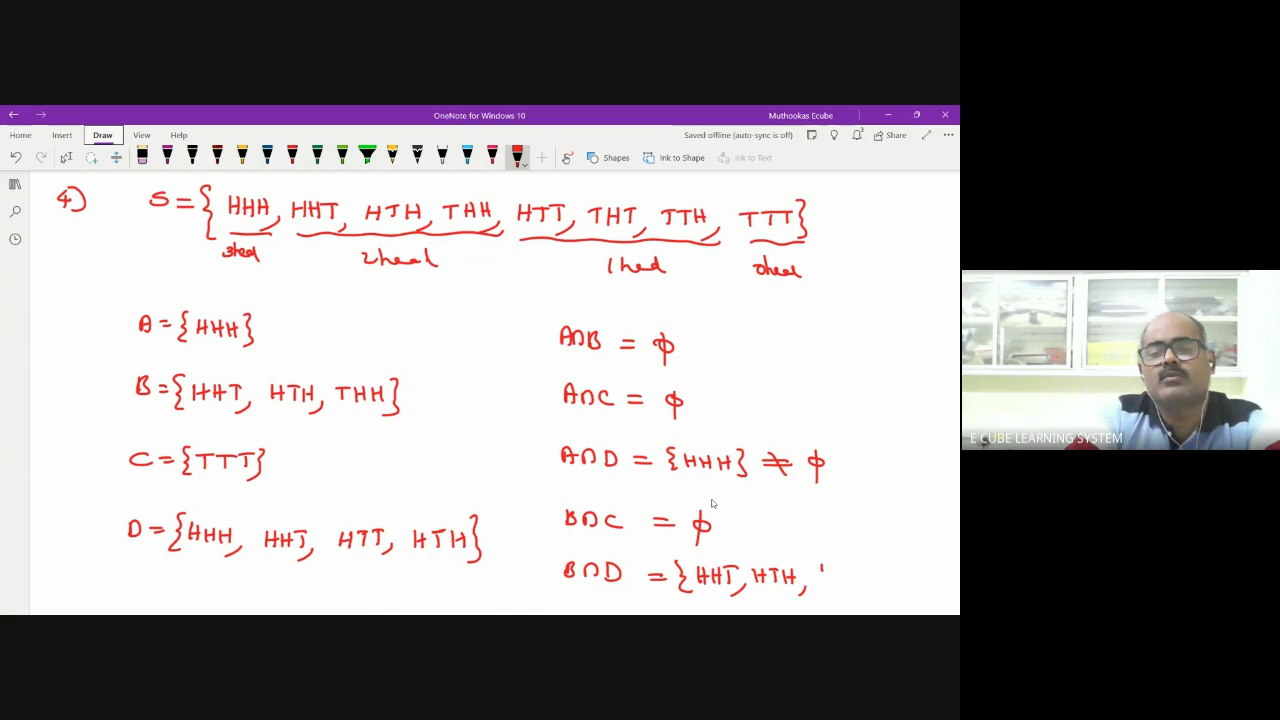 OneNote for Windows 10
Muthookas Ecube
Home Insert Draw View Help
Saved offline (auto-sync is off)
Share
Shapes
Ink to Shape
Ink to Text
4) S = { HHH, HHT, HTH, THH, HTT, THT, TTH, TTT }
3hed 2head 1hed 0head
A = { HHH }
A∩B = φ
B = { HHT, HTH, THH }
A∩C = φ
C = { TTT }
A∩D = { HHH } ≠ φ
D = { HHH, HHT, HTT, HTH }
B∩C = φ
B∩D = { HHT, HTH,
E CUBE LEARNING SYSTEM